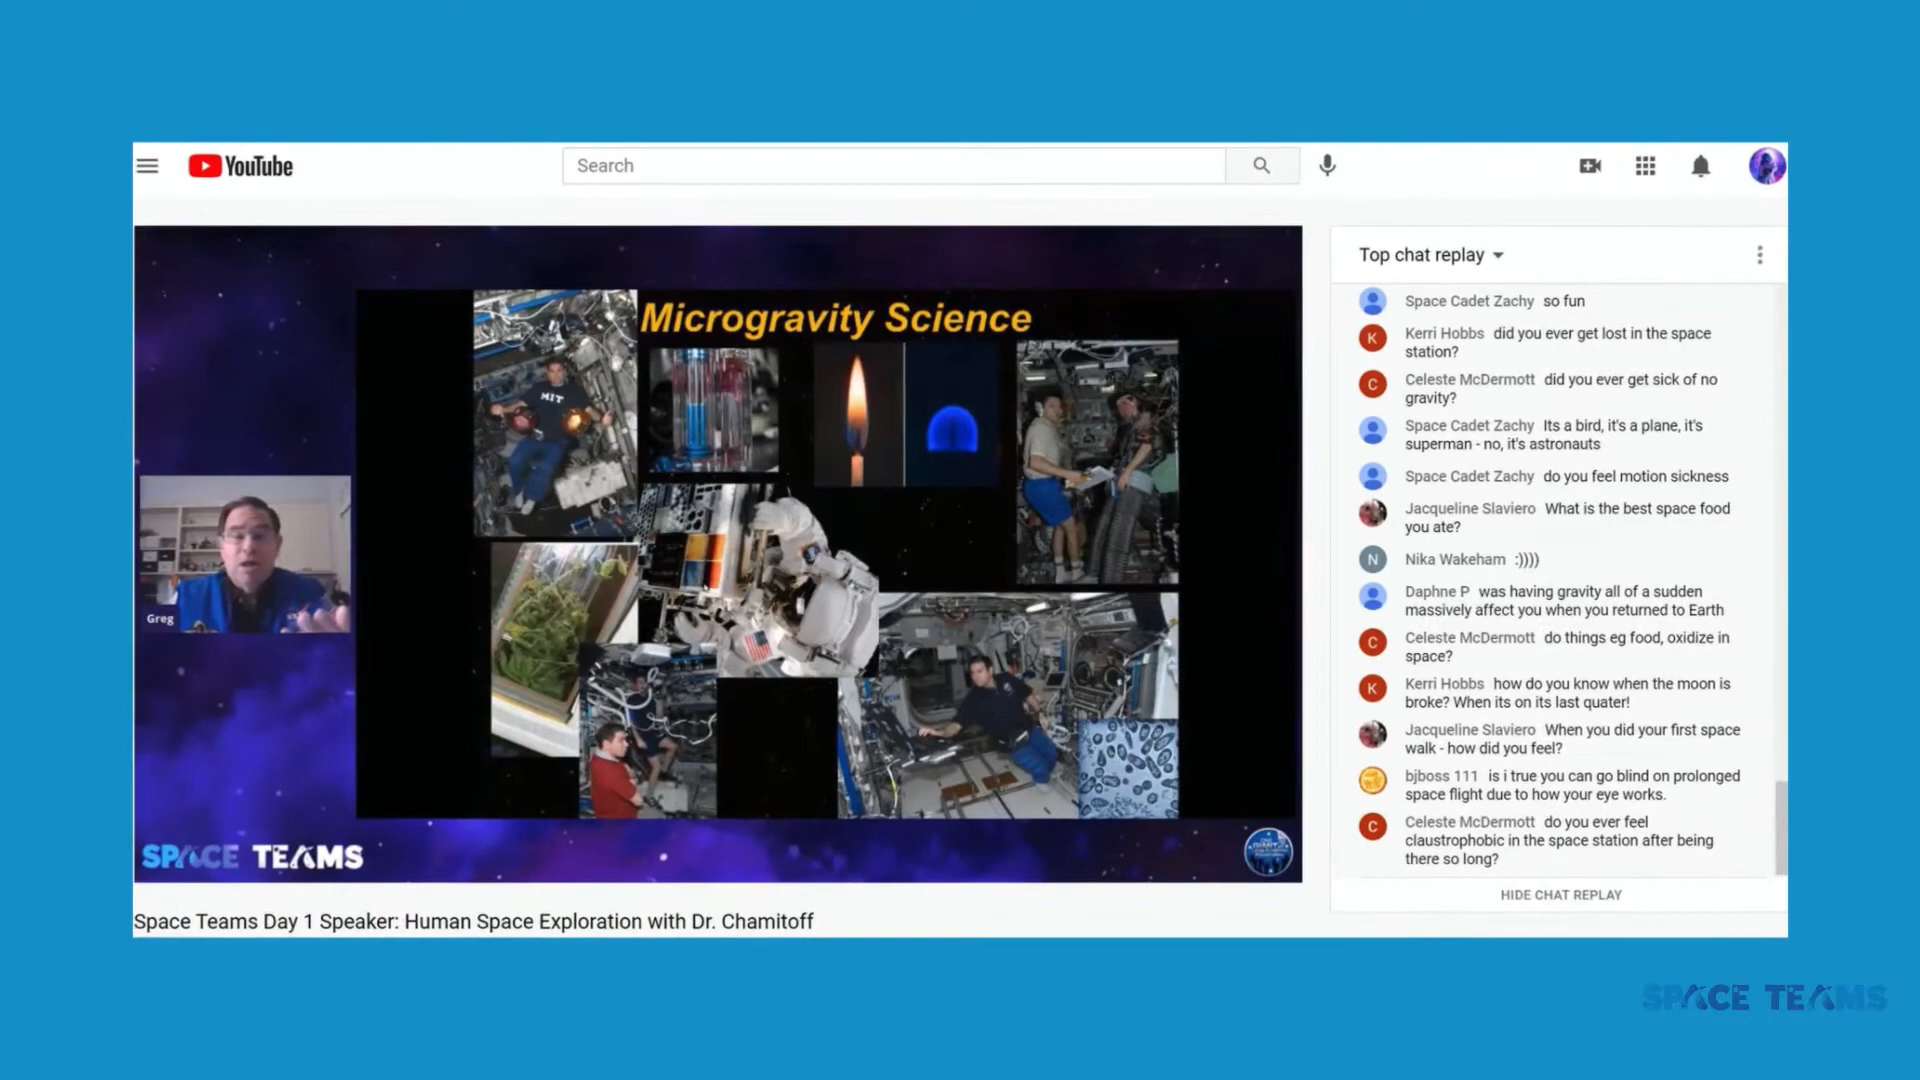 YouTube
Search
Microgravity Science
MIT
Greg
SPACE TEAMS
Space Teams Day 1 Speaker: Human Space Exploration with Dr. Chamitoff
Top chat replay
Space Cadet Zachy so fun
K Kerri Hobbs did you ever get lost in the space
station?
C Celeste McDermott did you ever get sick of no
gravity?
Space Cadet Zachy Its a bird, it's a plane, it's
superman - no, it's astronauts
Space Cadet Zachy do you feel motion sickness
Jacqueline Slaviero What is the best space food
you ate?
N Nika Wakeham :))))
Daphne P was having gravity all of a sudden
massively affect you when you returned to Earth
C Celeste McDermott do things eg food, oxidize in
space?
K Kerri Hobbs how do you know when the moon is
broke? When its on its last quater!
Jacqueline Slaviero When you did your first space
walk - how did you feel?
bjboss 111 is i true you can go blind on prolonged
space flight due to how your eye works.
C Celeste McDermott do you ever feel
claustrophobic in the space station after being
there so long?
HIDE CHAT REPLAY
SPACE TEAMS